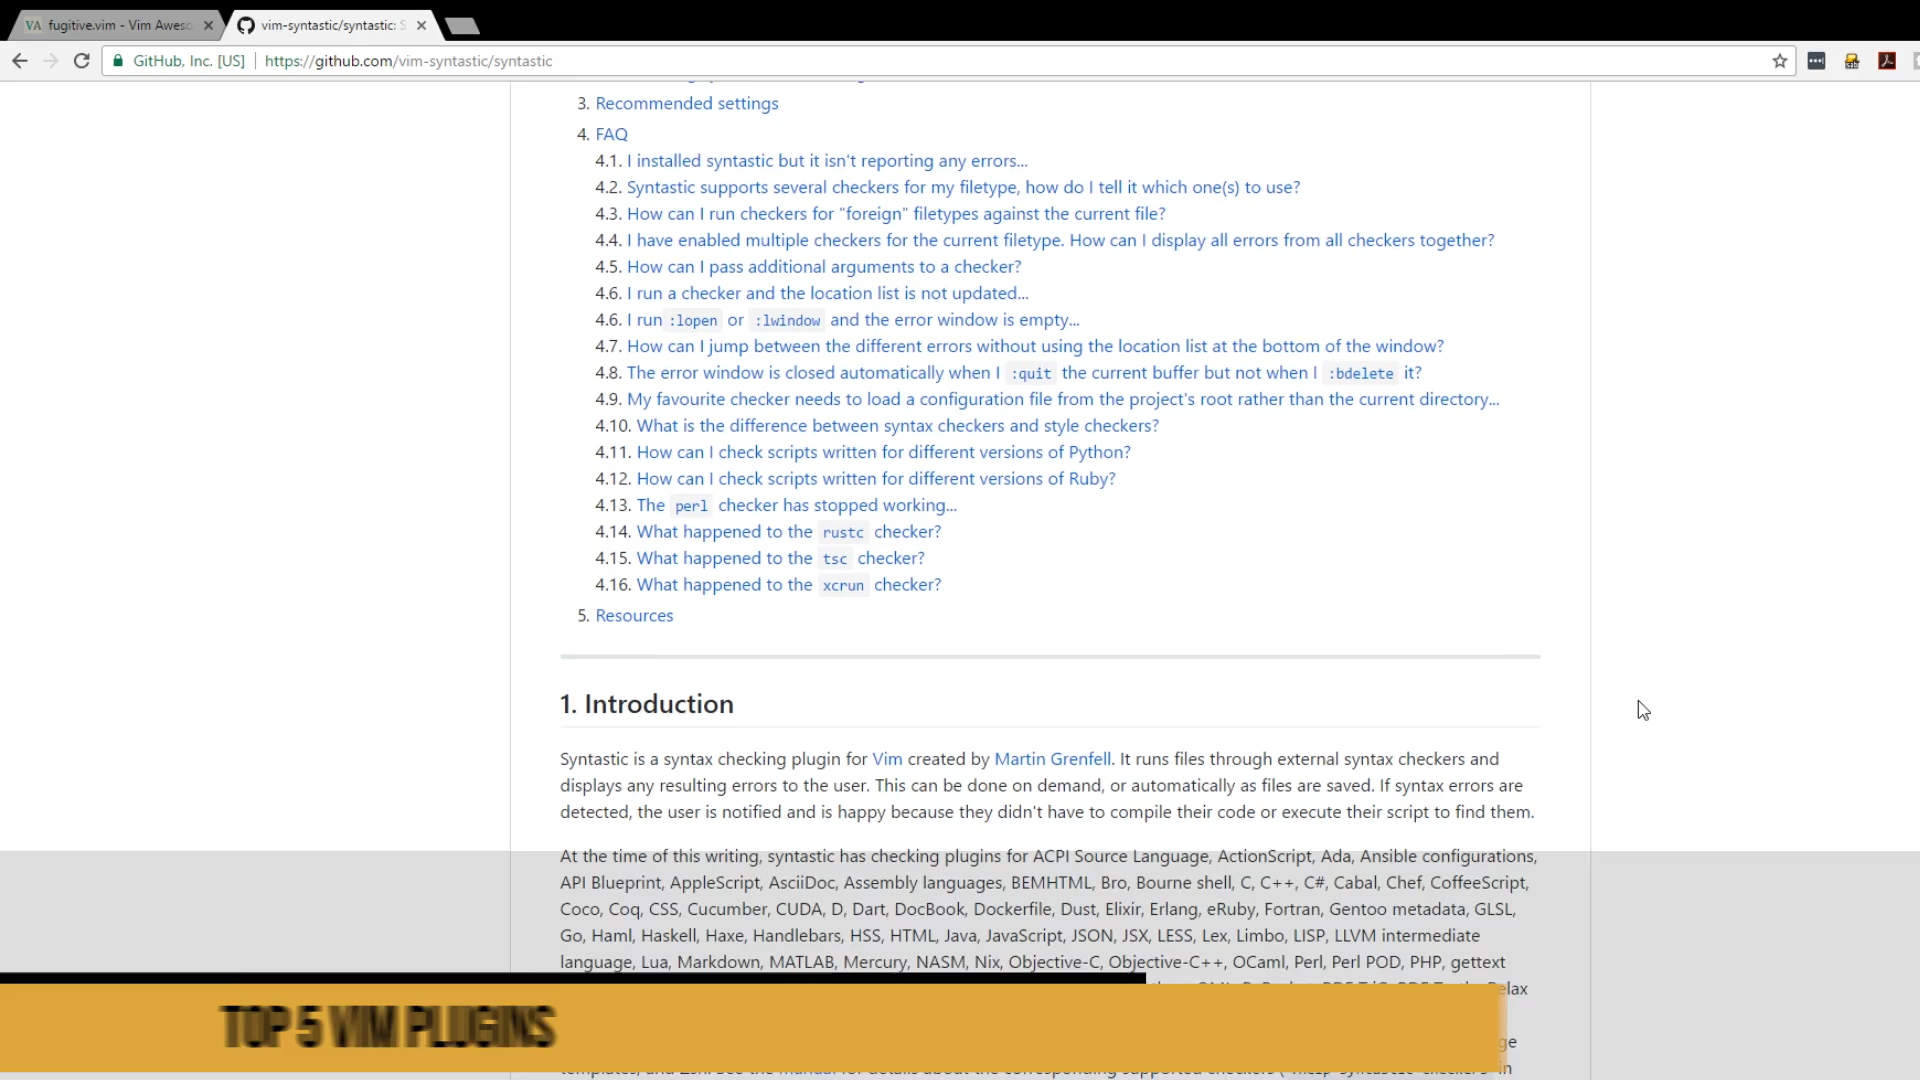 VA fugitive.vim - Vim Aweso
vim-syntastic/syntastic: S
GitHub, Inc. [US] https://github.com/vim-syntastic/syntastic
3. Recommended settings
4. FAQ
4.1. I installed syntastic but it isn't reporting any errors...
4.2. Syntastic supports several checkers for my filetype, how do I tell it which one(s) to use?
4.3. How can I run checkers for "foreign" filetypes against the current file?
4.4. I have enabled multiple checkers for the current filetype. How can I display all errors from all checkers together?
4.5. How can I pass additional arguments to a checker?
4.6. I run a checker and the location list is not updated...
4.6. I run :lopen or :lwindow and the error window is empty...
4.7. How can I jump between the different errors without using the location list at the bottom of the window?
4.8. The error window is closed automatically when I :quit the current buffer but not when I :bdelete it?
4.9. My favourite checker needs to load a configuration file from the project's root rather than the current directory...
4.10. What is the difference between syntax checkers and style checkers?
4.11. How can I check scripts written for different versions of Python?
4.12. How can I check scripts written for different versions of Ruby?
4.13. The perl checker has stopped working...
4.14. What happened to the rustc checker?
4.15. What happened to the tsc checker?
4.16. What happened to the xcrun checker?
5. Resources
1. Introduction
Syntastic is a syntax checking plugin for Vim created by Martin Grenfell. It runs files through external syntax checkers and
displays any resulting errors to the user. This can be done on demand, or automatically as files are saved. If syntax errors are
detected, the user is notified and is happy because they didn't have to compile their code or execute their script to find them.
At the time of this writing, syntastic has checking plugins for ACPI Source Language, ActionScript, Ada, Ansible configurations,
API Blueprint, AppleScript, AsciiDoc, Assembly languages, BEMHTML, Bro, Bourne shell, C, C++, C#, Cabal, Chef, CoffeeScript,
Coco, Coq, CSS, Cucumber, CUDA, D, Dart, DocBook, Dockerfile, Dust, Elixir, Erlang, eRuby, Fortran, Gentoo metadata, GLSL,
Go, Haml, Haskell, Haxe, Handlebars, HSS, HTML, Java, JavaScript, JSON, JSX, LESS, Lex, Limbo, LISP, LLVM intermediate
language, Lua, Markdown, MATLAB, Mercury, NASM, Nix, Objective-C, Objective-C++, OCaml, Perl, Perl POD, PHP, gettext
TOP 5 VIM PLUGINS